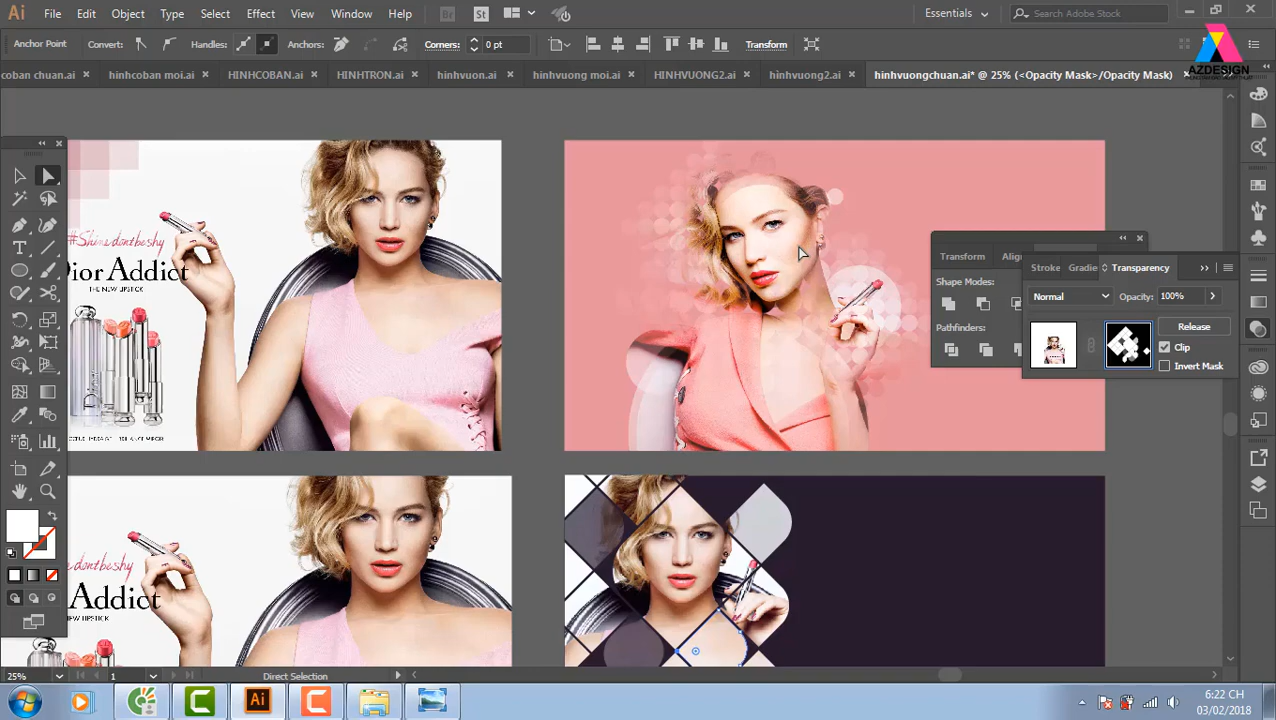 Ai File Edit Object Type Select Effect View Window Help Br St Essentials Search Adobe Stock
Anchor Point Convert: Handles: Anchors: Corners: 0 pt Transform
AZDESIGN
coban chuan.ai hinhcoban moi.ai HINHCOBAN.ai HINHTRON.ai hinhvuon.ai hinhvuong moi.ai HINHVUONG2.ai @ 25% (<Opacity Mask>/Opacity Mask)
#Shinedontbeshy
Dior Addict
THE NEW LIPSTICK
Transform
Shape Modes:
Pathfinders:
Stroke Transparency
Normal Opacity: 100%
Release
Clip
Invert Mask
Addict
25% 1 Direct Selection
Ai
6:22 CH
03/02/2018